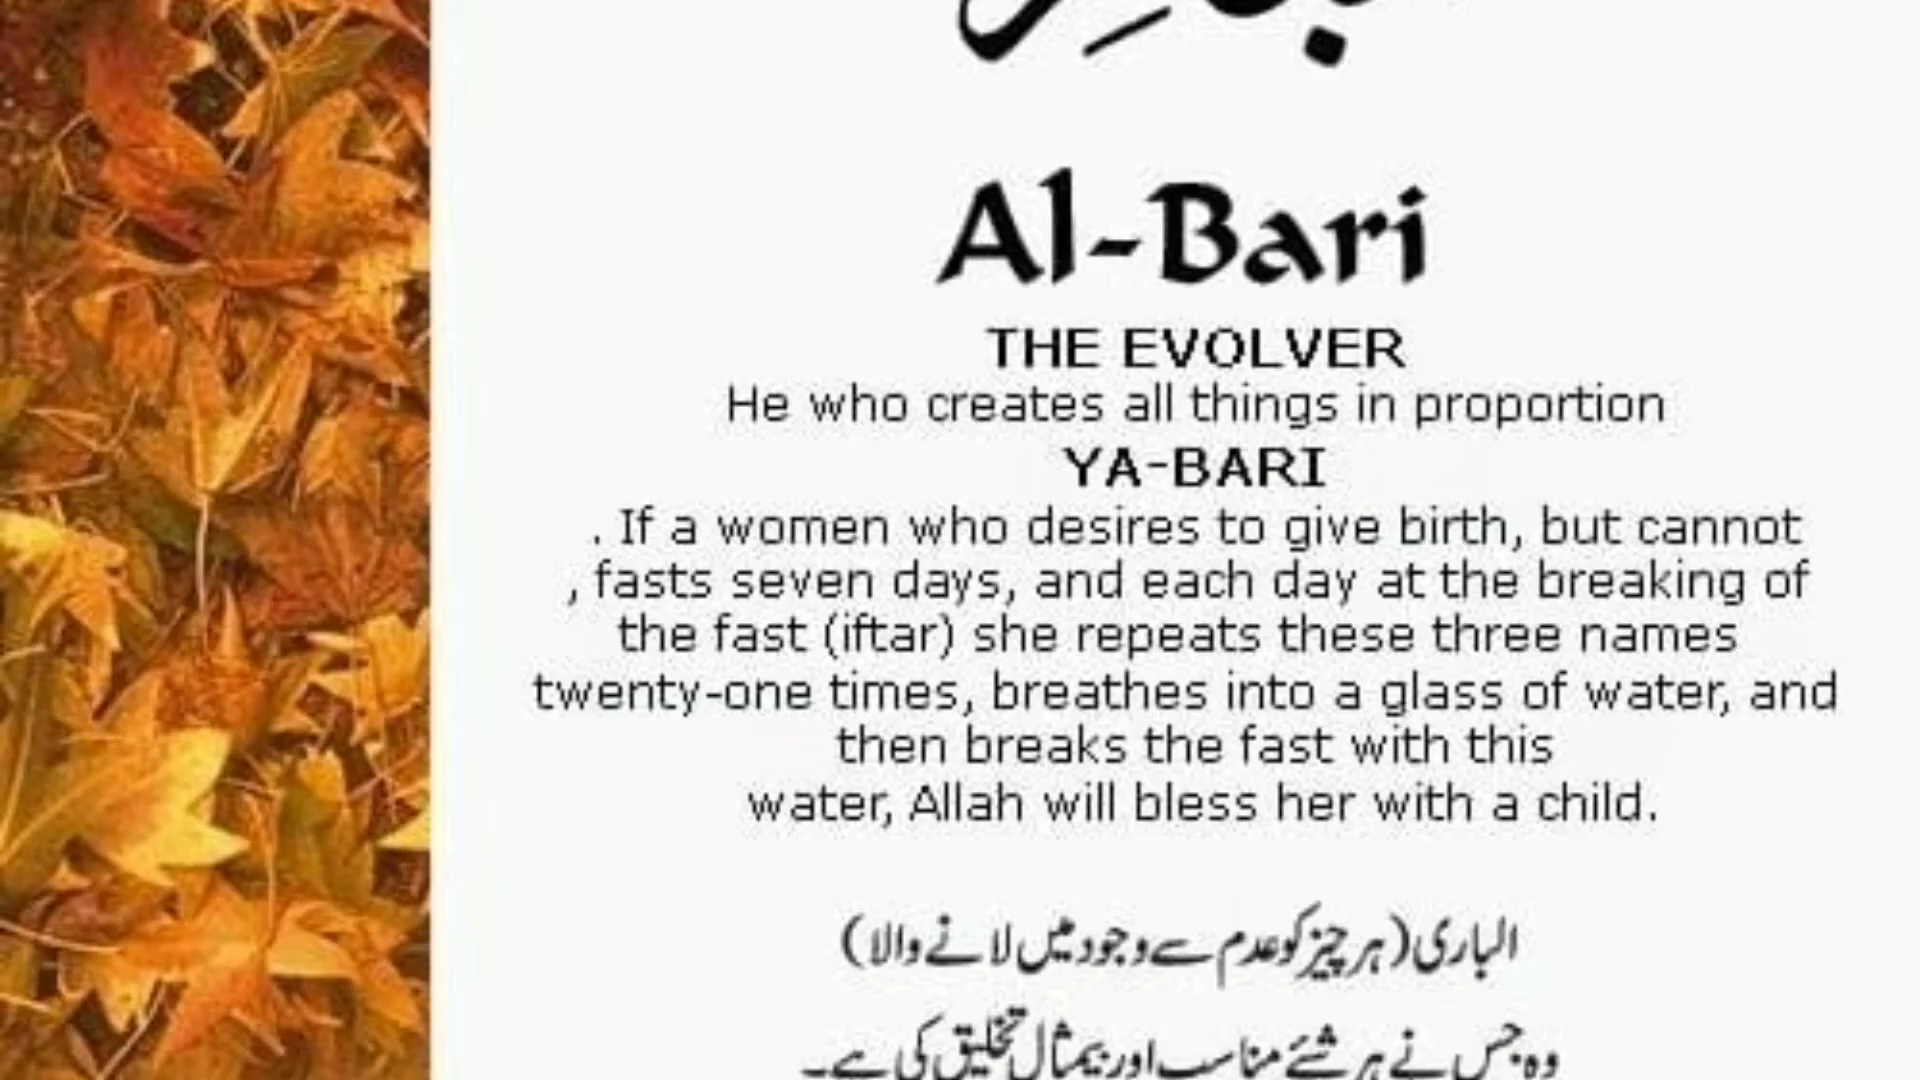 Al-Bari
THE EVOLVER
He who creates all things in proportion
YA-BARI
. If a women who desires to give birth, but cannot
, fasts seven days, and each day at the breaking of
the fast (iftar) she repeats these three names
twenty-one times, breathes into a glass of water, and
then breaks the fast with this
water, Allah will bless her with a child.
الباری (ہر چیز کو عدم سے وجود میں لانے والا)
وہ جس نے ہر شئے مناسب اور بیمثال تخلیق کی ہے۔